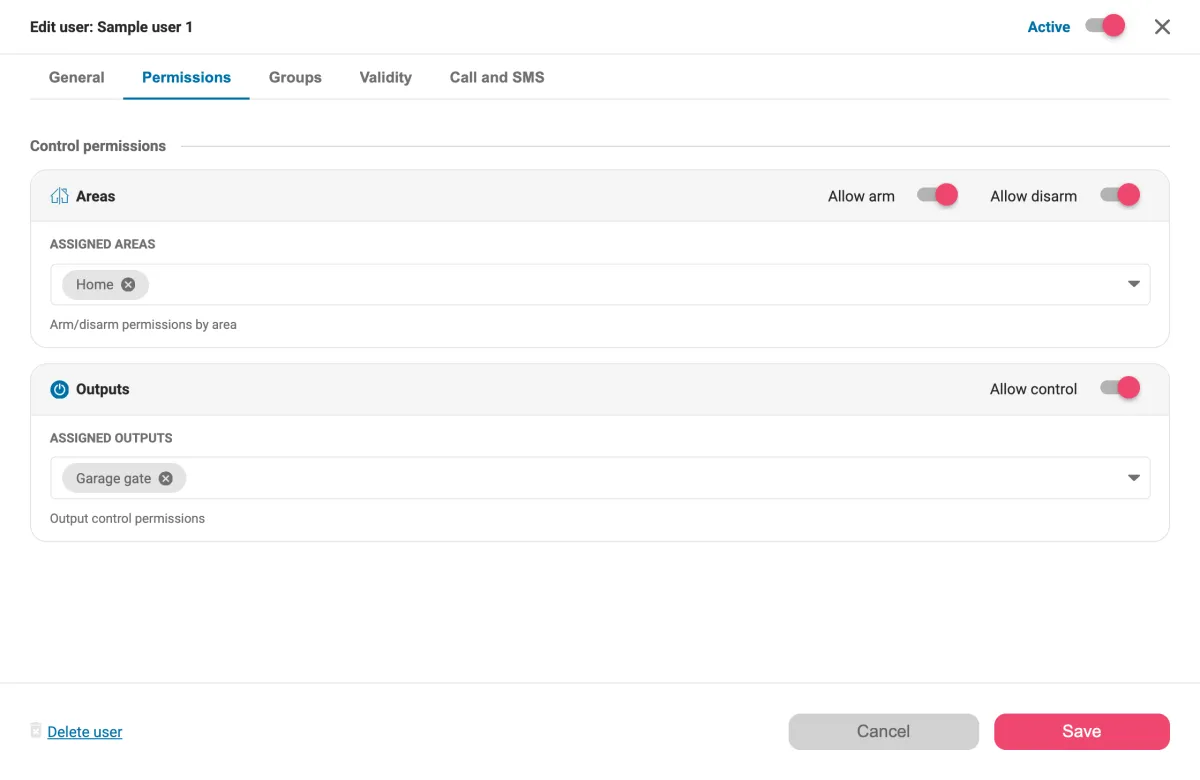 Edit user: Sample user 1
Active
General Permissions Groups Validity Call and SMS
Control permissions
Areas Allow arm Allow disarm
ASSIGNED AREAS
Home
Arm/disarm permissions by area
Outputs Allow control
ASSIGNED OUTPUTS
Garage gate
Output control permissions
Delete user Cancel Save